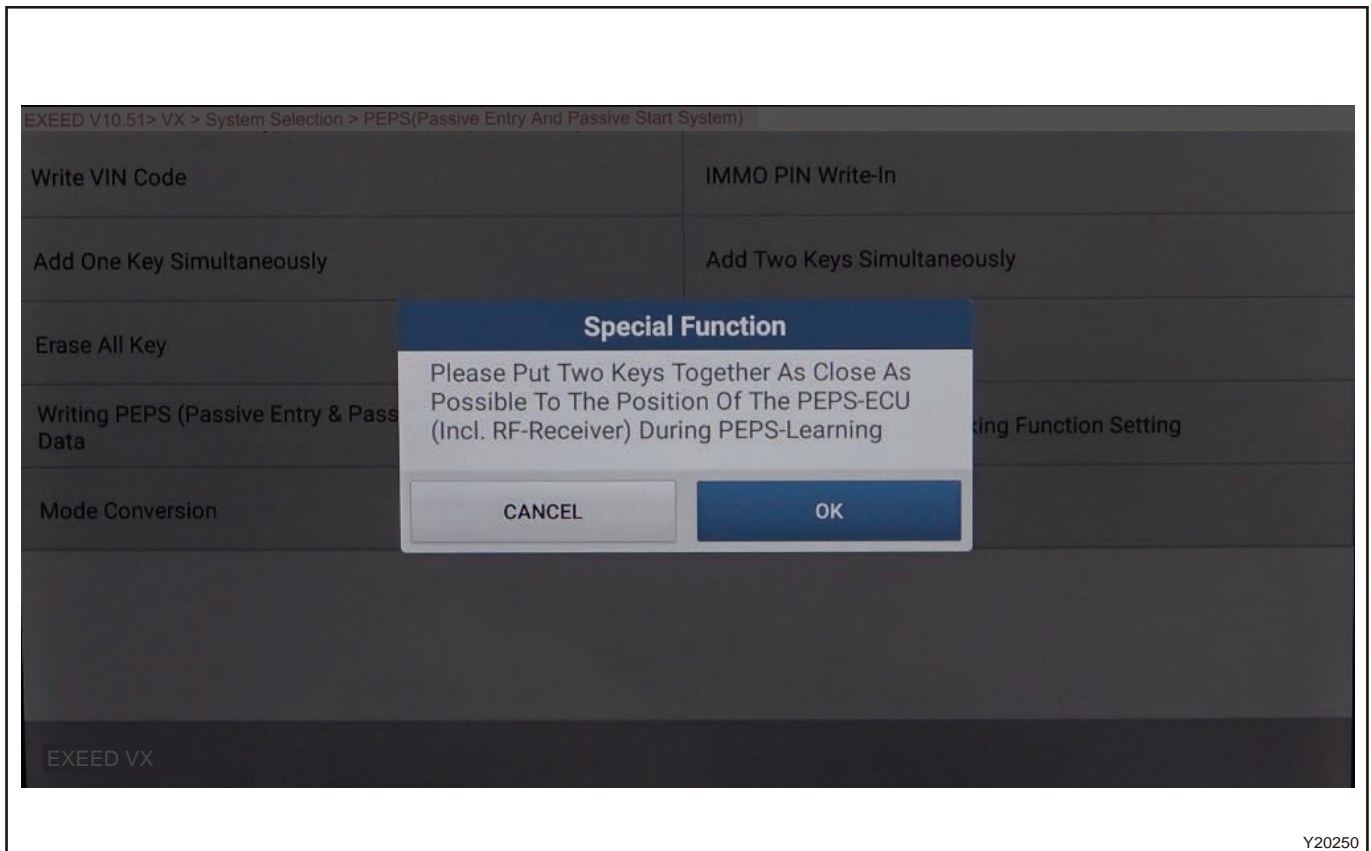 EXEED V10.51> VX > System Selection > PEPS(Passive Entry And Passive Start System)
Write VIN Code
IMMO PIN Write-In
Add One Key Simultaneously
Add Two Keys Simultaneously
Erase All Key
Special Function
Please Put Two Keys Together As Close As
Possible To The Position Of The PEPS-ECU
(Incl. RF-Receiver) During PEPS-Learning
Writing PEPS (Passive Entry & Pass
Data
king Function Setting
Mode Conversion
CANCEL
OK
EXEED VX
Y20250